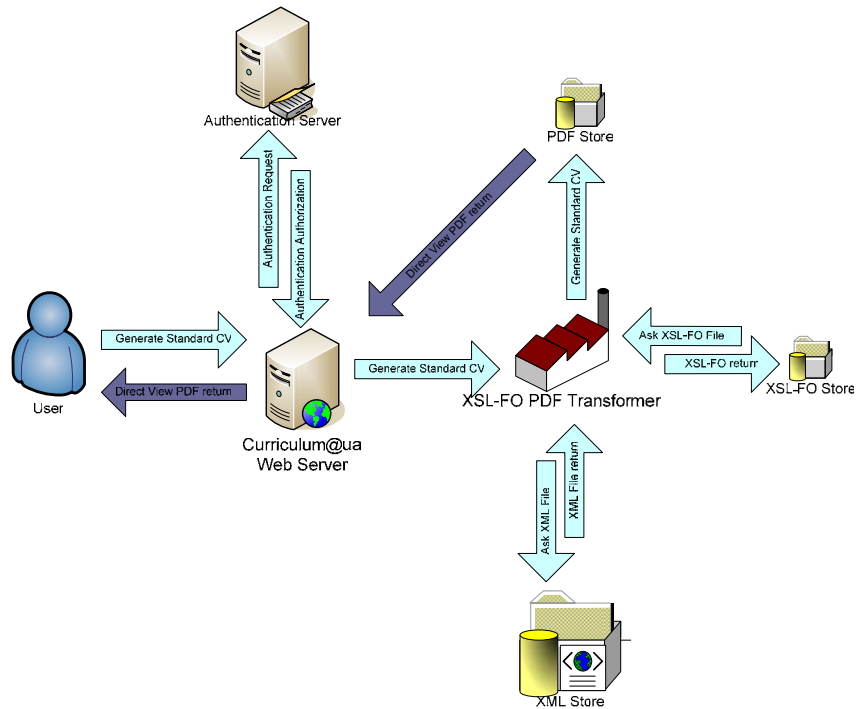 Authentication Server
PDF Store
Authentication Request
Authentication Authorization
Direct View PDF return
Generate Standard CV
Generate Standard CV
User
Direct View PDF return
Curriculum@ua
Web Server
Generate Standard CV
XSL-FO PDF Transformer
Ask XSL-FO File
XSL-FO return
XSL-FO Store
Ask XML File
XML File return
XML Store